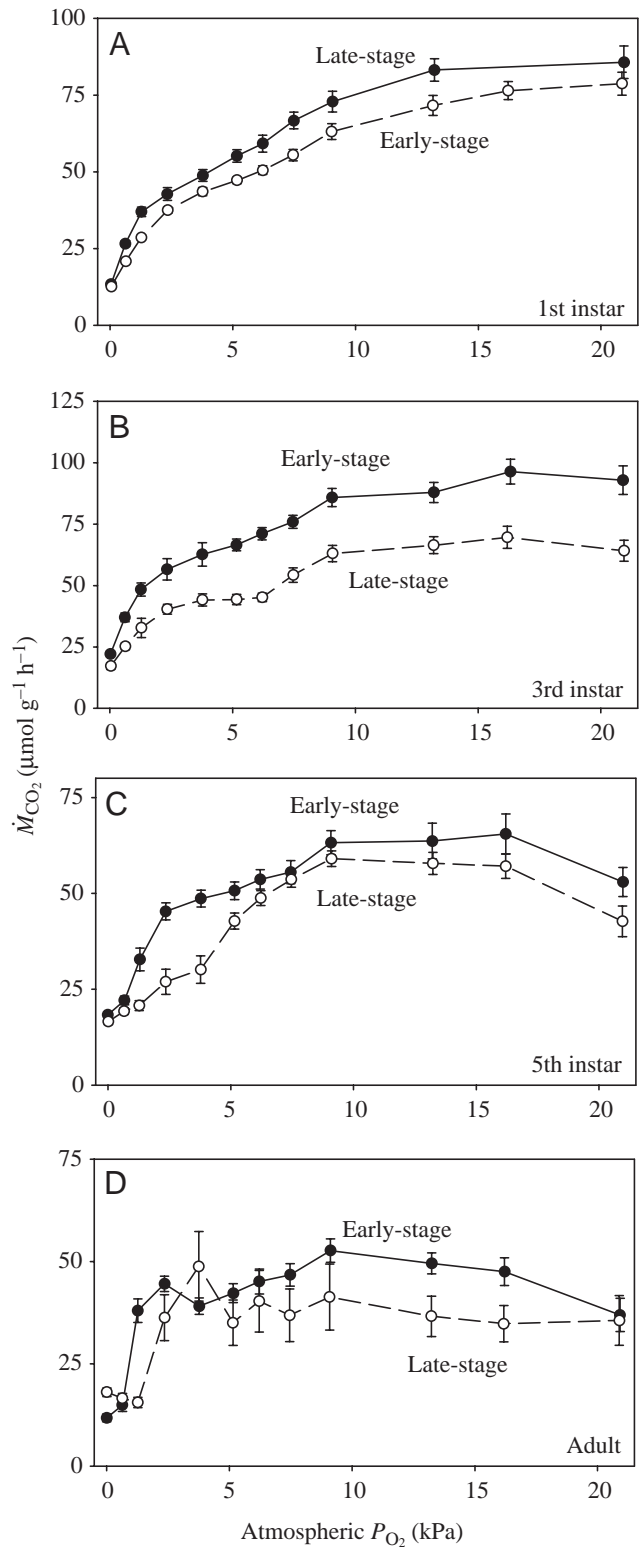 A
100
75
50
25
0
Late-stage
Early-stage
1st instar
0 5 10 15 20
B
125
100
75
50
25
0
Early-stage
Late-stage
3rd instar
0 5 10 15 20
Ṁ_CO₂ (µmol g⁻¹ h⁻¹)
C
75
50
25
0
Early-stage
Late-stage
5th instar
0 5 10 15 20
D
75
50
25
0
Early-stage
Late-stage
Adult
0 5 10 15 20
Atmospheric P_O₂ (kPa)